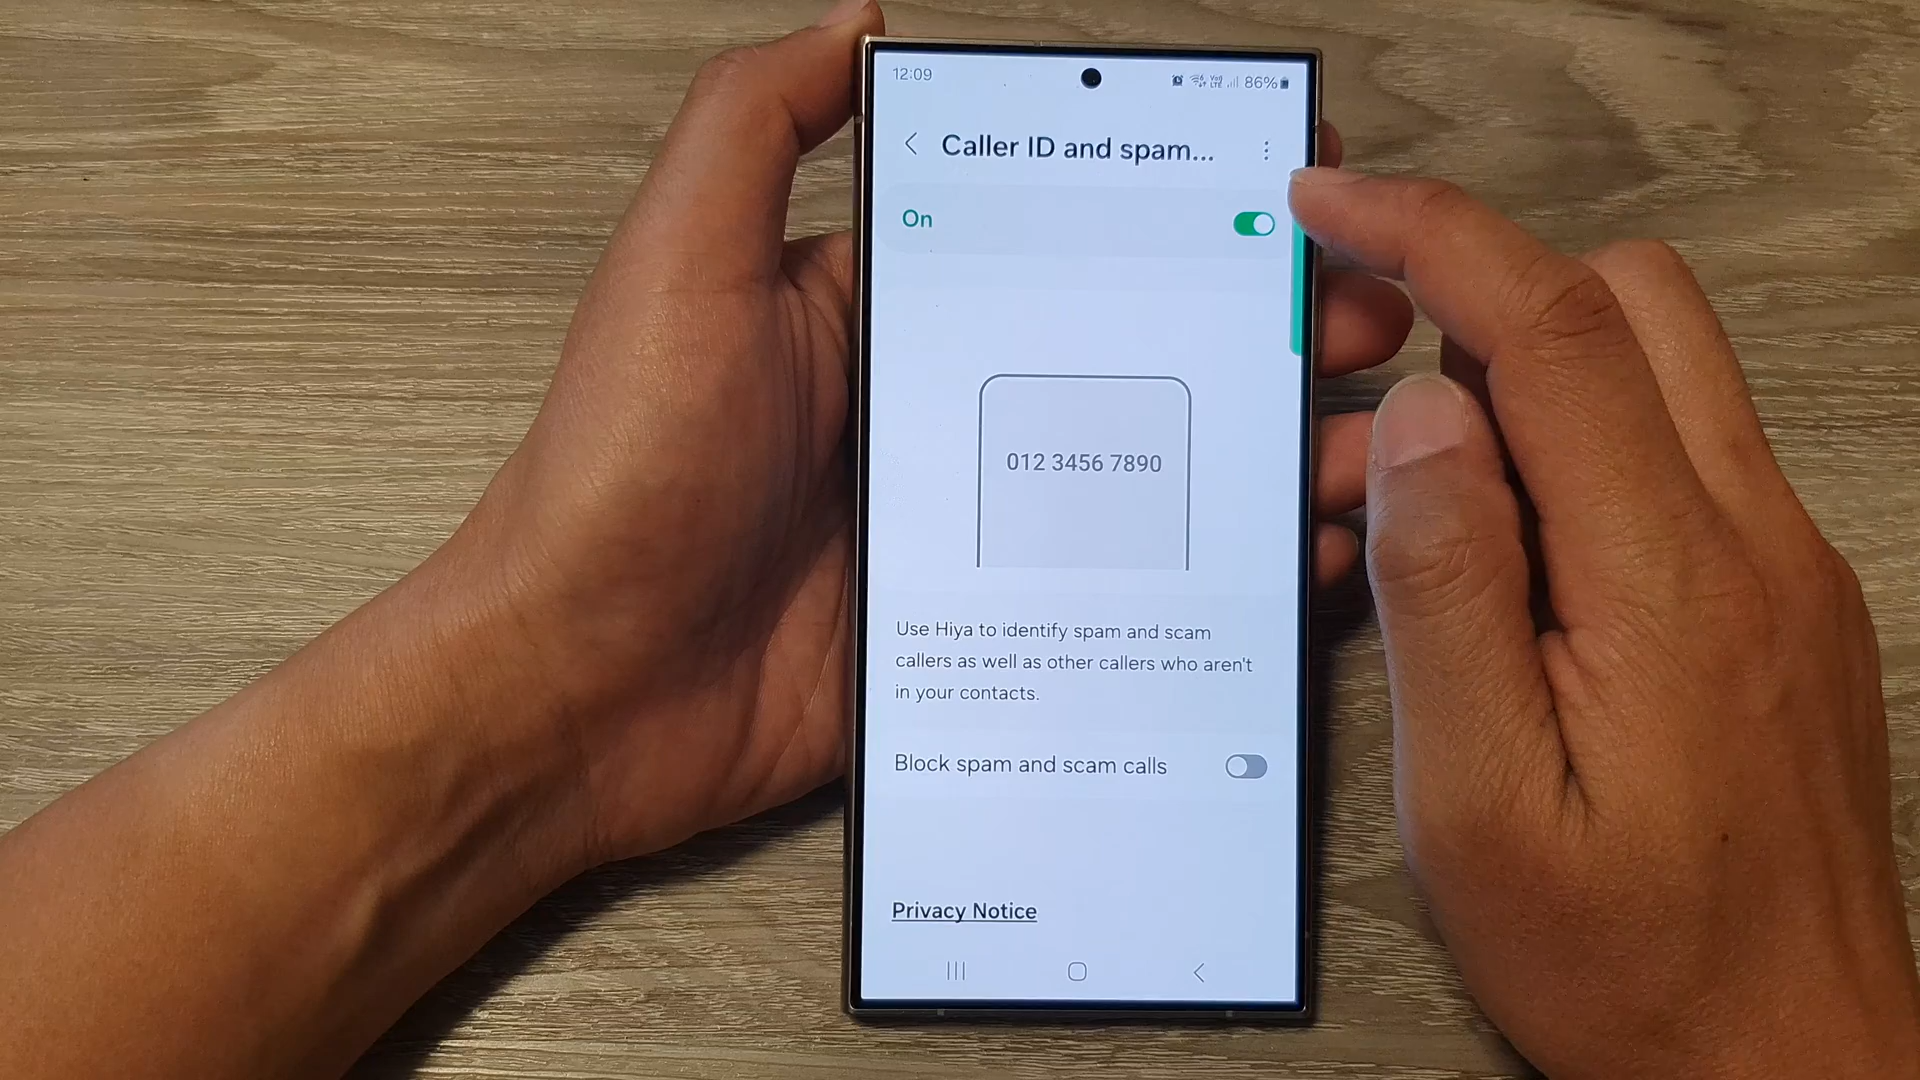 12:09
86%
Caller ID and spam...
On
012 3456 7890
Use Hiya to identify spam and scam
callers as well as other callers who aren't
in your contacts.
Block spam and scam calls
Privacy Notice